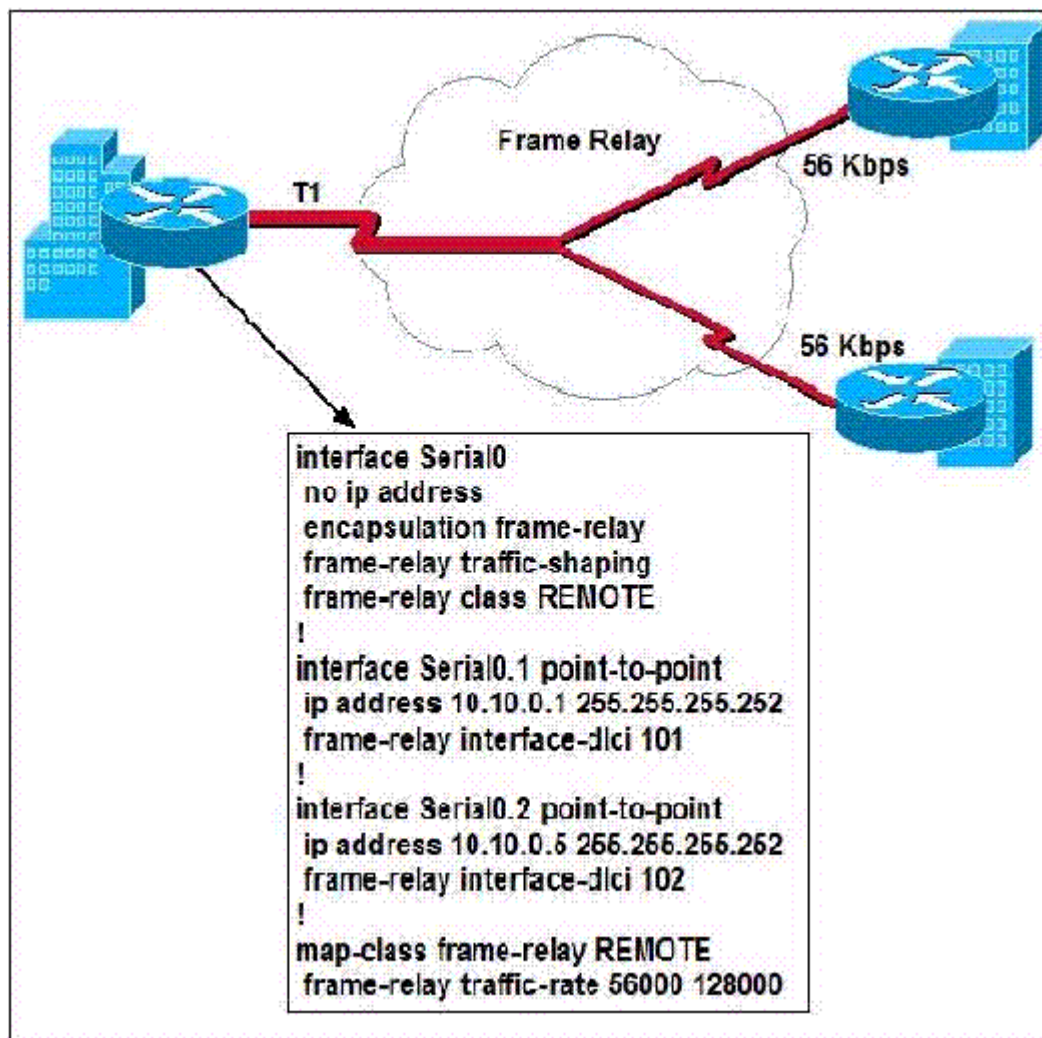 Frame Relay
56 Kbps
T1
56 Kbps
interface Serial0
no ip address
encapsulation frame-relay
frame-relay traffic-shaping
frame-relay class REMOTE
!
interface Serial0.1 point-to-point
ip address 10.10.0.1 255.255.255.252
frame-relay interface-dlci 101
!
interface Serial0.2 point-to-point
ip address 10.10.0.5 255.255.255.252
frame-relay interface-dlci 102
!
map-class frame-relay REMOTE
frame-relay traffic-rate 56000 128000